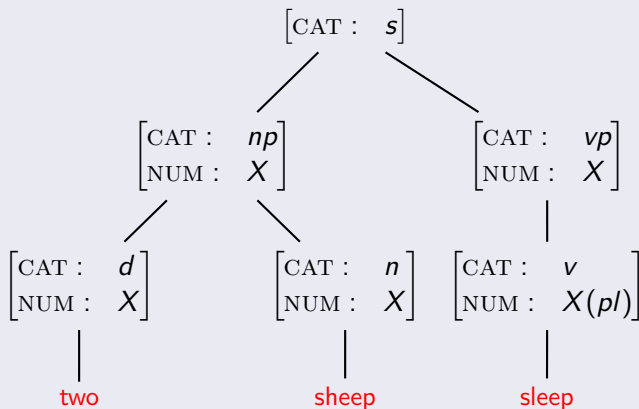 [CAT : s]
[CAT : np] [CAT : vp]
[NUM : X] [NUM : X]
[CAT : d] [CAT : n] [CAT : v]
[NUM : X] [NUM : X] [NUM : X(pl)]
two sheep sleep